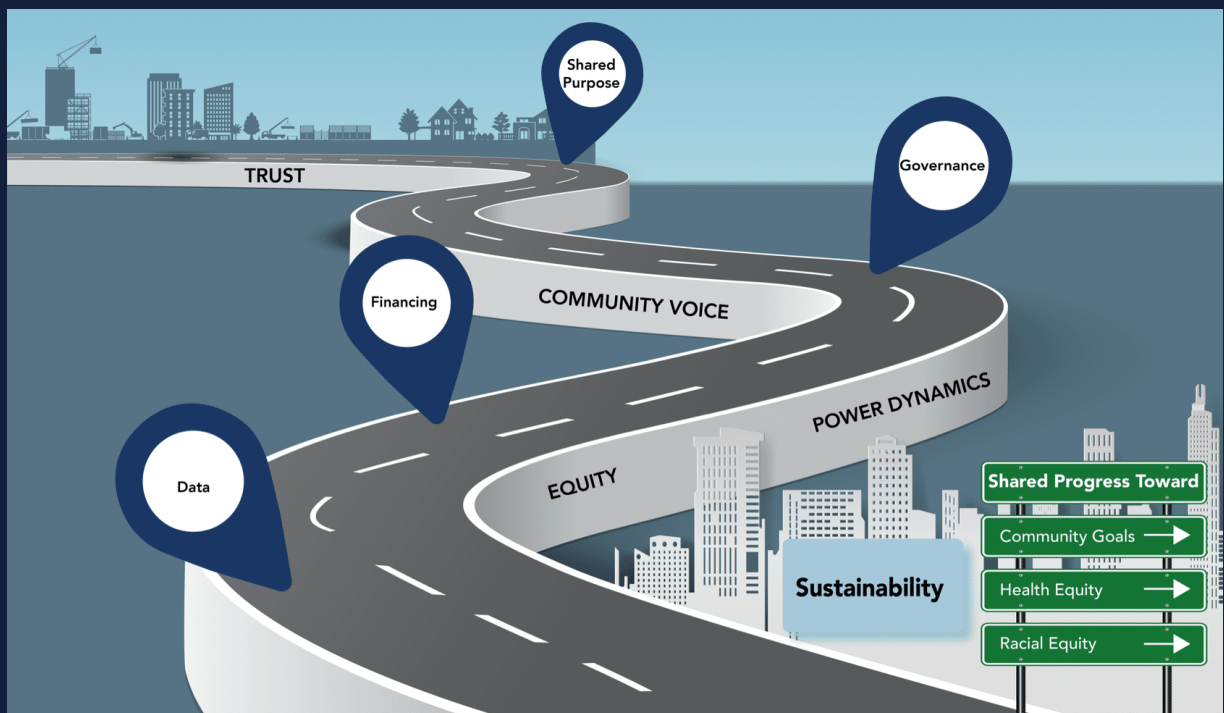 Shared
Purpose
Governance
TRUST
Financing
COMMUNITY VOICE
POWER DYNAMICS
EQUITY
Data
Shared Progress Toward
Community Goals
Sustainability
Health Equity
Racial Equity